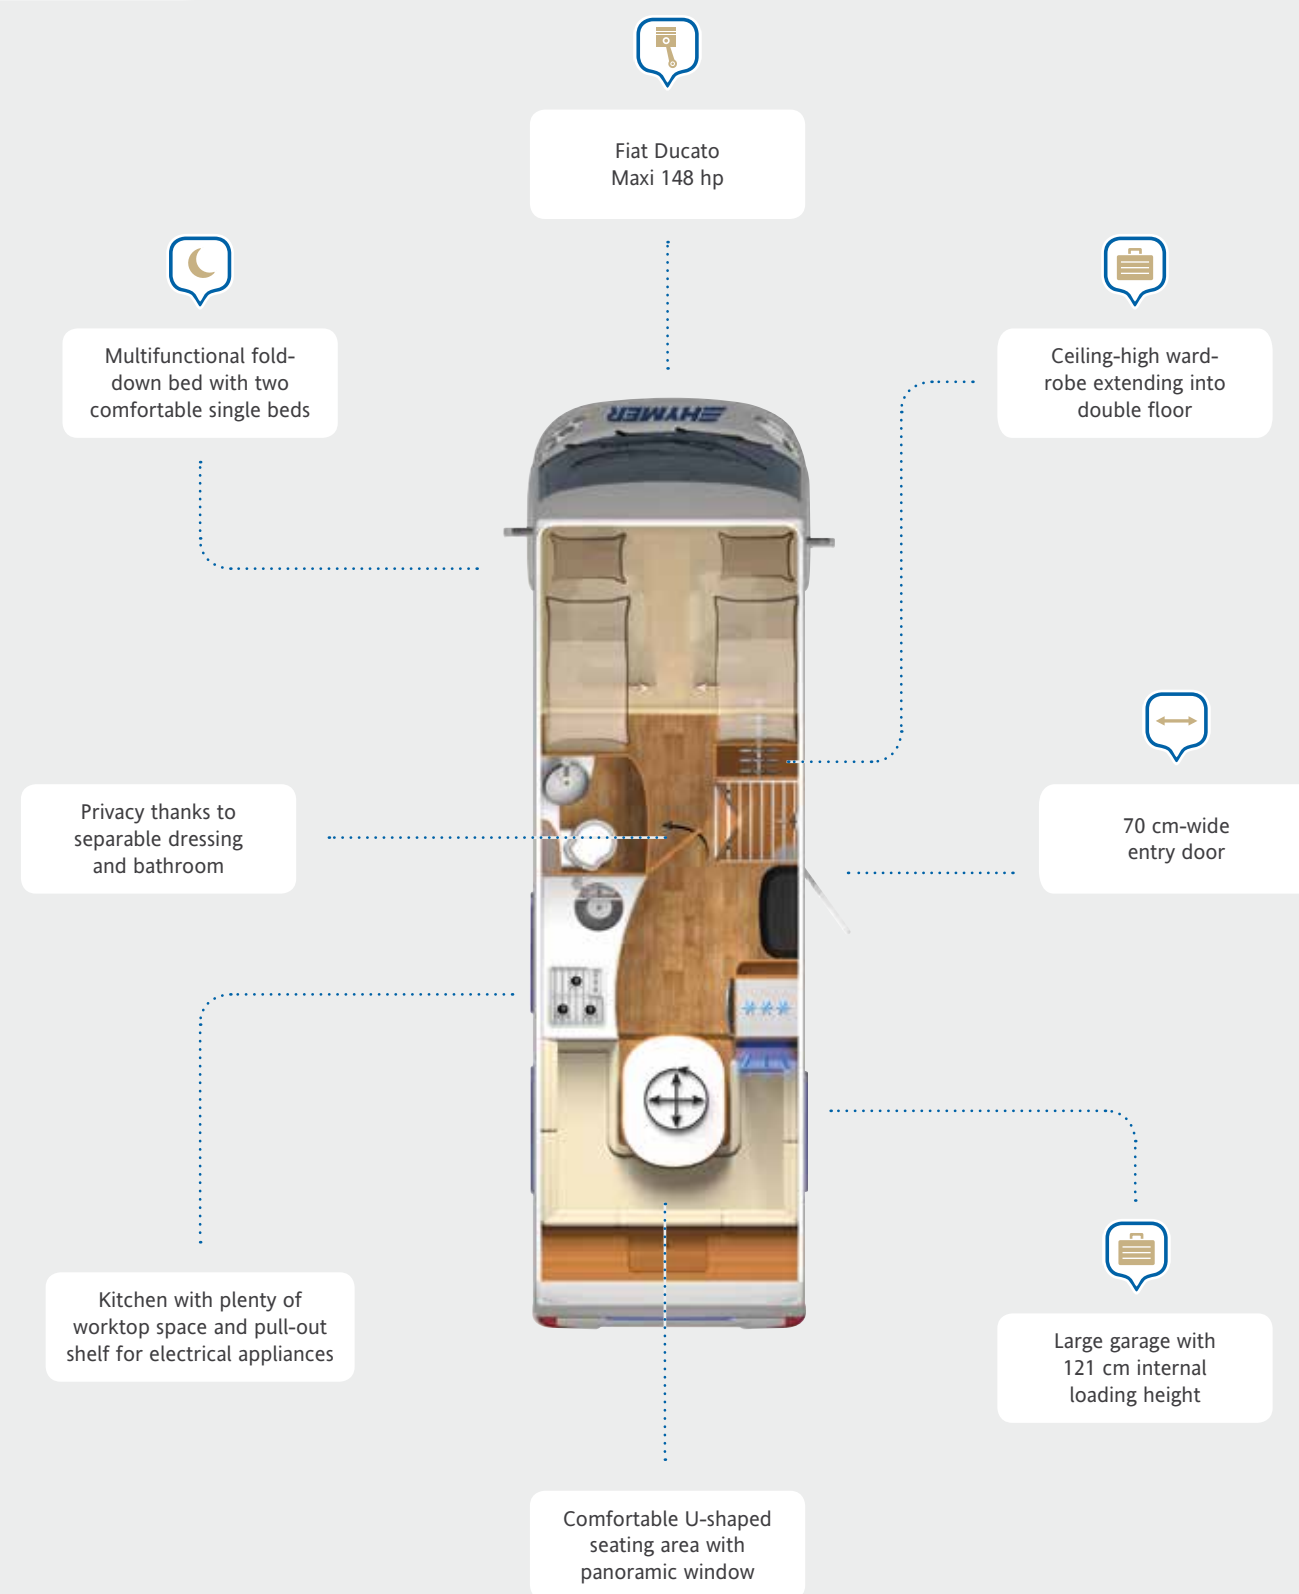 Fiat Ducato
Maxi 148 hp
Multifunctional fold-
down bed with two
comfortable single beds
Ceiling-high ward-
robe extending into
double floor
HYMER
Privacy thanks to
separable dressing
and bathroom
70 cm-wide
entry door
Kitchen with plenty of
worktop space and pull-out
shelf for electrical appliances
Large garage with
121 cm internal
loading height
Comfortable U-shaped
seating area with
panoramic window